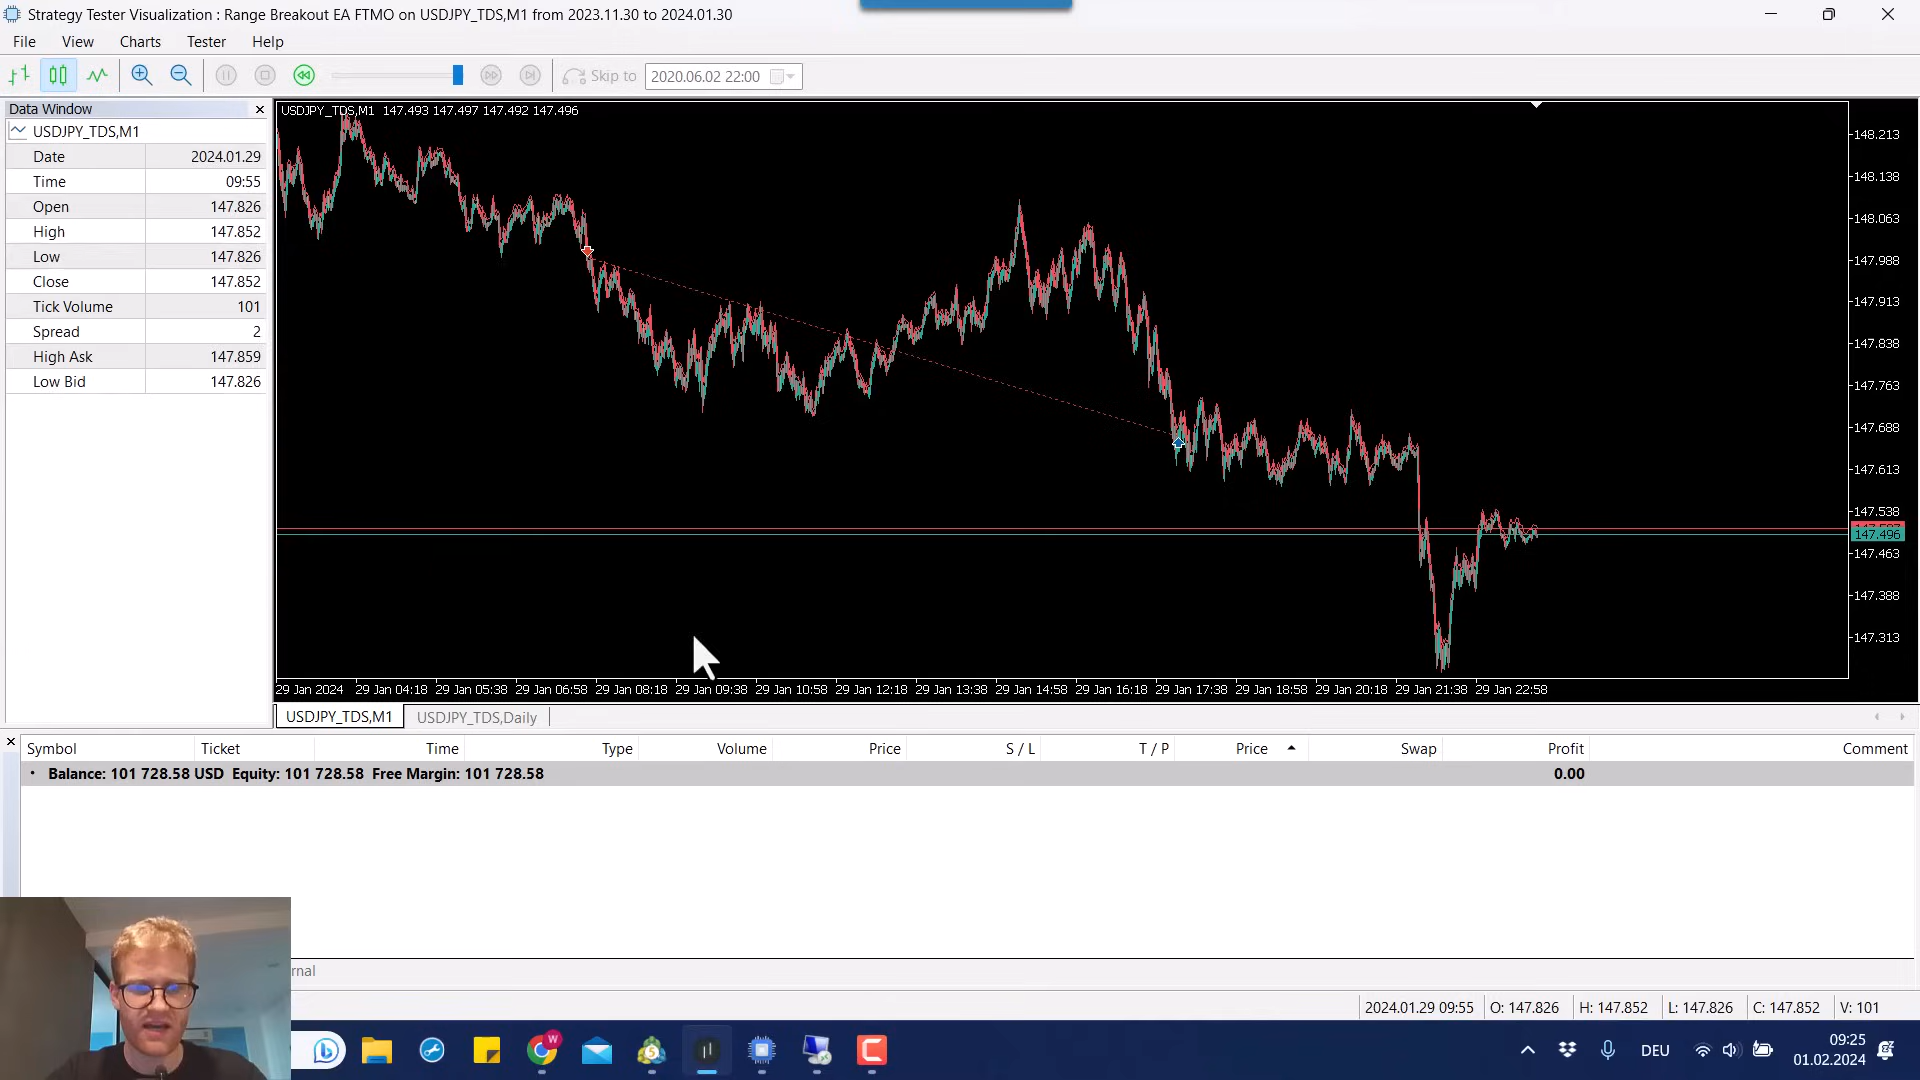 Strategy Tester Visualization : Range Breakout EA FTMO on USDJPY_TDS,M1 from 2023.11.30 to 2024.01.30
File View Charts Tester Help
Skip to 2020.06.02 22:00
Data Window
USDJPY_TDS,M1
Date 2024.01.29
Time 09:55
Open 147.826
High 147.852
Low 147.826
Close 147.852
Tick Volume 101
Spread 2
High Ask 147.859
Low Bid 147.826
USDJPY_TDS,M1 147.493 147.497 147.492 147.496
148.213
148.138
148.063
147.988
147.913
147.838
147.763
147.688
147.613
147.538
147.496
147.463
147.388
147.313
29 Jan 2024 29 Jan 04:18 29 Jan 05:38 29 Jan 06:58 29 Jan 08:18 29 Jan 09:38 29 Jan 10:58 29 Jan 12:18 29 Jan 13:38 29 Jan 14:58 29 Jan 16:18 29 Jan 17:38 29 Jan 18:58 29 Jan 20:18 29 Jan 21:38 29 Jan 22:58
USDJPY_TDS,M1 USDJPY_TDS,Daily
Symbol Ticket Time Type Volume Price S / L T / P Price Swap Profit Comment
Balance: 101 728.58 USD Equity: 101 728.58 Free Margin: 101 728.58 0.00
rnal
2024.01.29 09:55 O: 147.826 H: 147.852 L: 147.826 C: 147.852 V: 101
W
DEU
09:25
01.02.2024